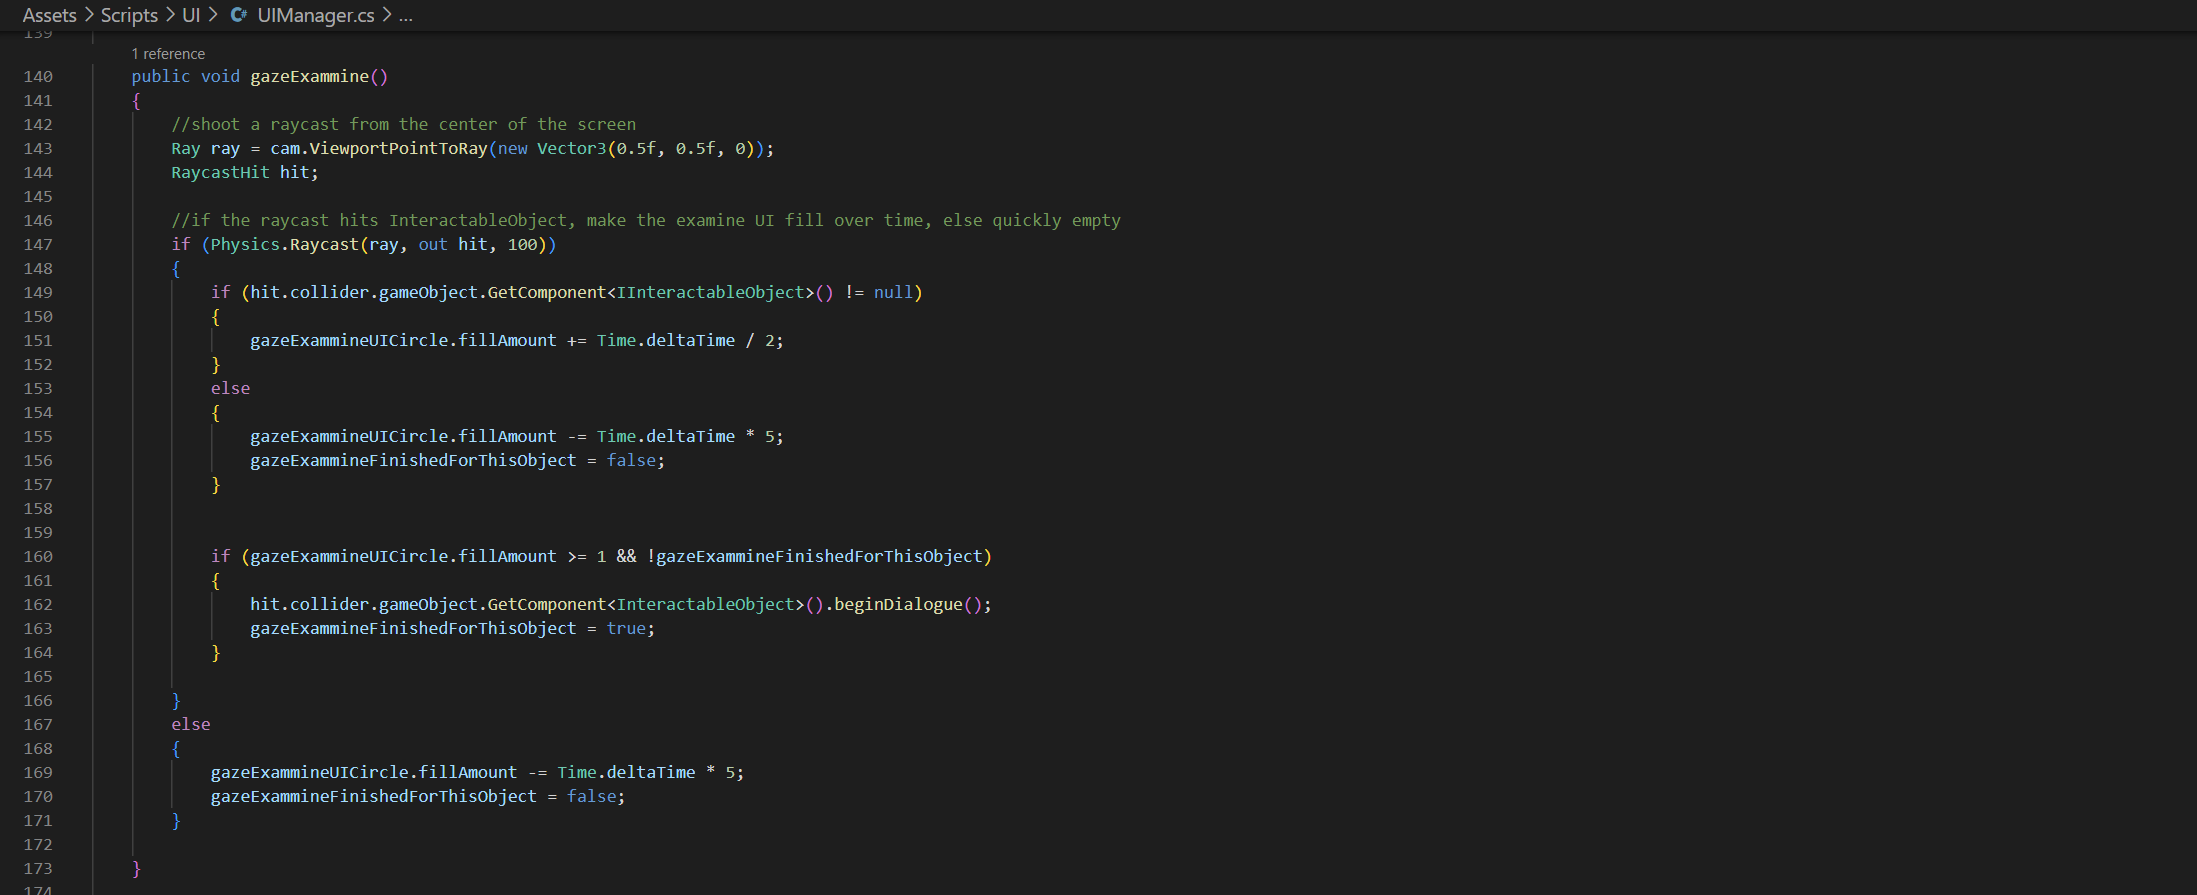 Assets > Scripts > UI > C# UIManager.cs > ...
139
1 reference
140 public void gazeExammine()
141 {
142 //shoot a raycast from the center of the screen
143 Ray ray = cam.ViewportPointToRay(new Vector3(0.5f, 0.5f, 0));
144 RaycastHit hit;
145
146 //if the raycast hits InteractableObject, make the examine UI fill over time, else quickly empty
147 if (Physics.Raycast(ray, out hit, 100))
148 {
149 if (hit.collider.gameObject.GetComponent<IInteractableObject>() != null)
150 {
151 gazeExammineUICircle.fillAmount += Time.deltaTime / 2;
152 }
153 else
154 {
155 gazeExammineUICircle.fillAmount -= Time.deltaTime * 5;
156 gazeExammineFinishedForThisObject = false;
157 }
158
159
160 if (gazeExammineUICircle.fillAmount >= 1 && !gazeExammineFinishedForThisObject)
161 {
162 hit.collider.gameObject.GetComponent<InteractableObject>().beginDialogue();
163 gazeExammineFinishedForThisObject = true;
164 }
165
166 }
167 else
168 {
169 gazeExammineUICircle.fillAmount -= Time.deltaTime * 5;
170 gazeExammineFinishedForThisObject = false;
171 }
172
173 }
174